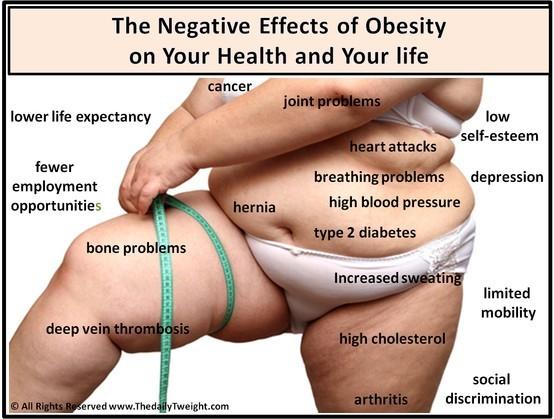 The Negative Effects of Obesity
on Your Health and Your life
cancer
joint problems
lower life expectancy
low
self-esteem
heart attacks
fewer
employment
opportunities
breathing problems
depression
hernia
high blood pressure
type 2 diabetes
bone problems
Increased sweating
limited
mobility
deep vein thrombosis
high cholesterol
arthritis
social
discrimination
© All Rights Reserved www.ThedailyTweight.com